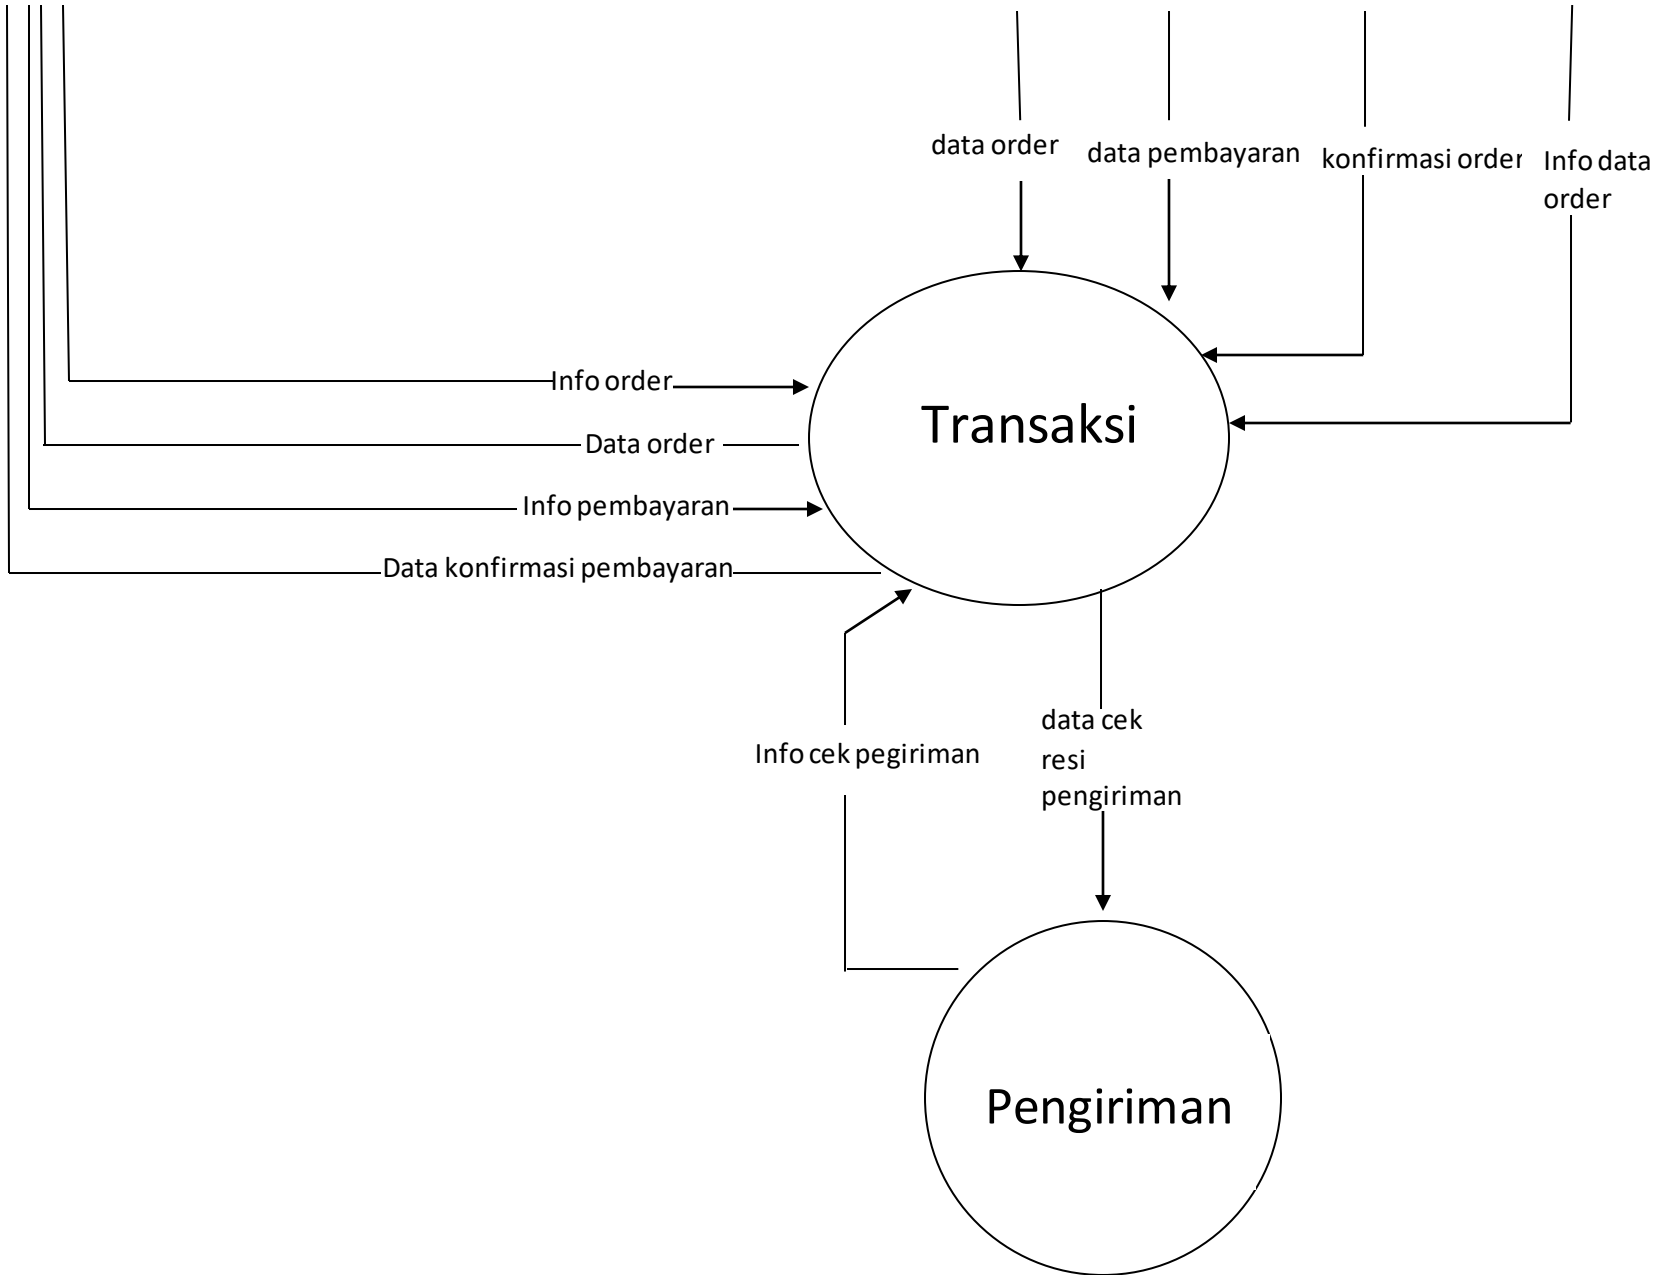 data order
data pembayaran
konfirmasi order
Info data
order
Info order
Transaksi
Data order
Info pembayaran
Data konfirmasi pembayaran
Info cek pegiriman
data cek
resi
pengiriman
Pengiriman